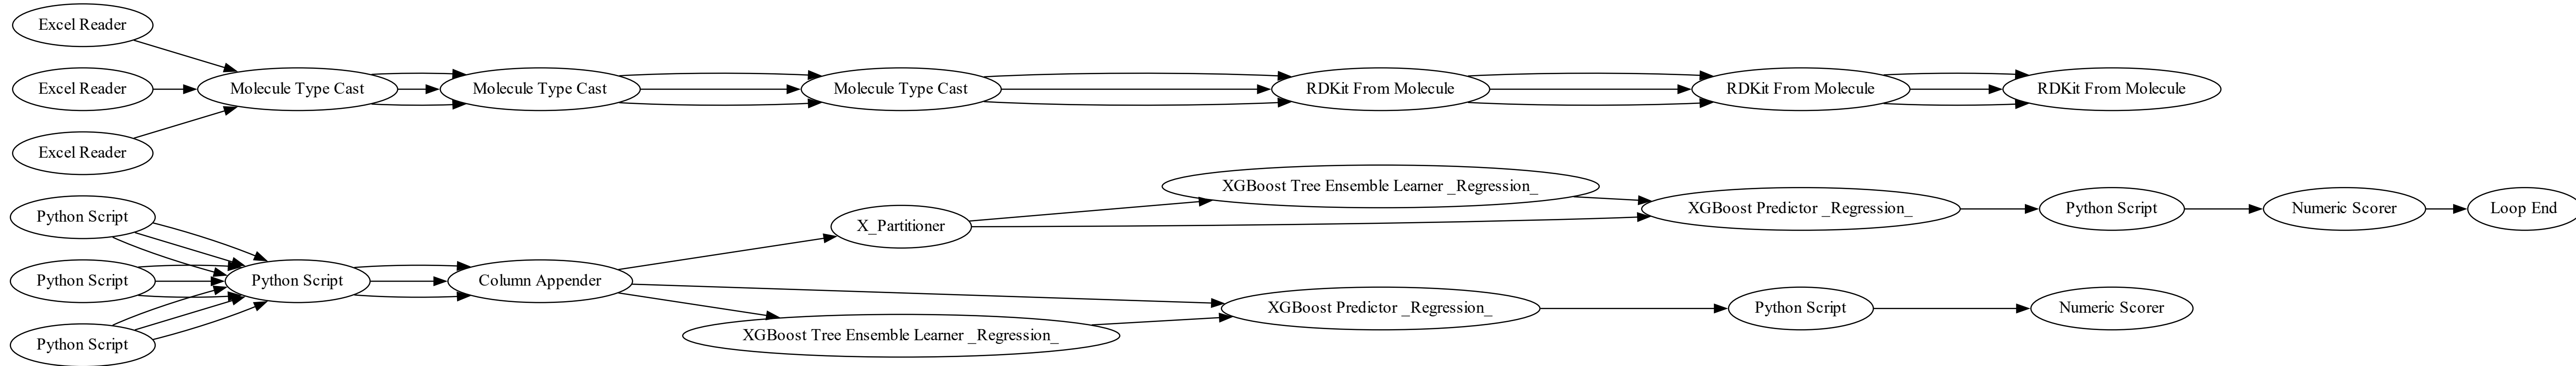 Excel Reader
Excel Reader
Molecule Type Cast
Molecule Type Cast
Molecule Type Cast
RDKit From Molecule
RDKit From Molecule
RDKit From Molecule
Excel Reader
XGBoost Tree Ensemble Learner _Regression_
Python Script
X_Partitioner
XGBoost Predictor _Regression_
Python Script
Numeric Scorer
Loop End
Python Script
Python Script
Column Appender
XGBoost Predictor _Regression_
Python Script
Numeric Scorer
Python Script
XGBoost Tree Ensemble Learner _Regression_